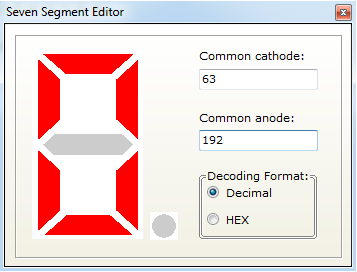 Seven Segment Editor
Common cathode:
63
Common anode:
192
Decoding Format:
Decimal
HEX